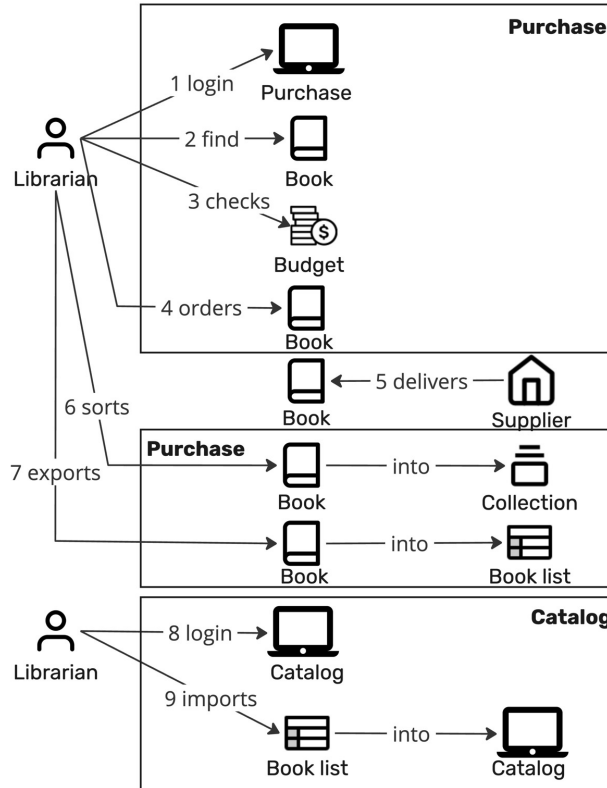 Purchase
1 login
Purchase
2 find
Librarian
Book
3 checks
$
Budget
4 orders
Book
5 delivers
Book
Supplier
6 sorts
Purchase
into
7 exports
Book
Collection
into
Book
Book list
Catalog
8 login
Librarian
Catalog
9 imports
into
Book list
Catalog